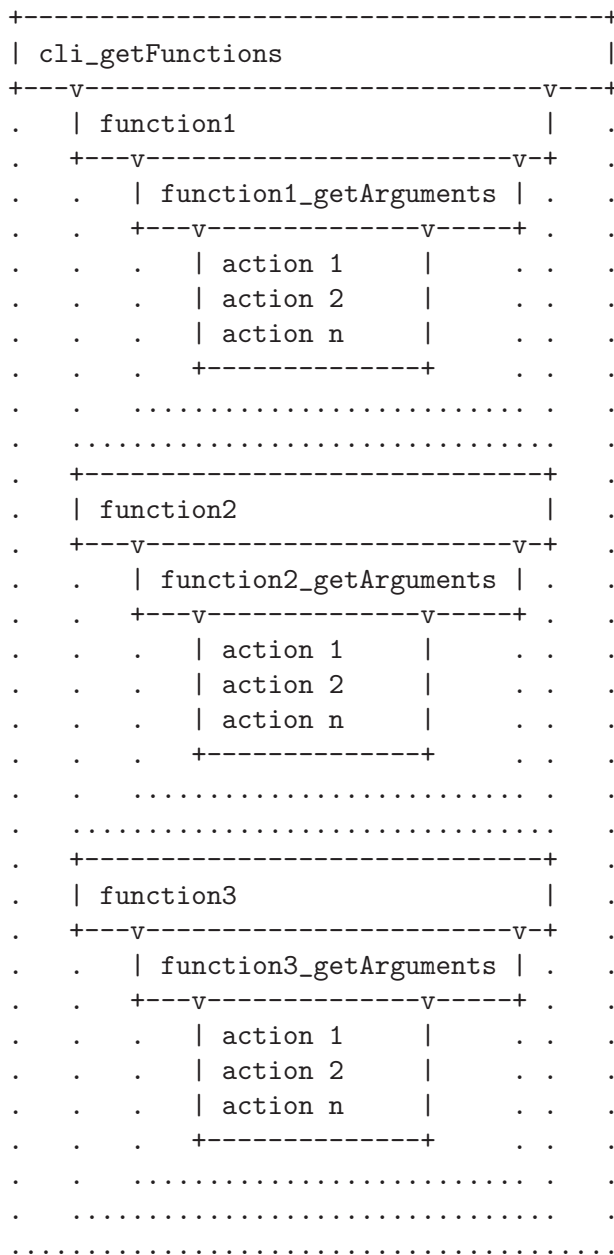 +---------------------------------------+
| cli_getFunctions                      |
+---v------------------------------v---+
.   | function1                    |   .
.   +---v------------------------v-+   .
.   .   | function1_getArguments | .   .
.   .   +---v--------------v-----+ .   .
.   .   .   | action 1     |     . .   .
.   .   .   | action 2     |     . .   .
.   .   .   | action n     |     . .   .
.   .   .   +--------------+     . .   .
.   .   .......................... .   .
.   ................................   .
.   +------------------------------+   .
.   | function2                    |   .
.   +---v------------------------v-+   .
.   .   | function2_getArguments | .   .
.   .   +---v--------------v-----+ .   .
.   .   .   | action 1     |     . .   .
.   .   .   | action 2     |     . .   .
.   .   .   | action n     |     . .   .
.   .   .   +--------------+     . .   .
.   .   .......................... .   .
.   ................................   .
.   +------------------------------+   .
.   | function3                    |   .
.   +---v------------------------v-+   .
.   .   | function3_getArguments | .   .
.   .   +---v--------------v-----+ .   .
.   .   .   | action 1     |     . .   .
.   .   .   | action 2     |     . .   .
.   .   .   | action n     |     . .   .
.   .   .   +--------------+     . .   .
.   .   .......................... .   .
.   ................................   .
........................................